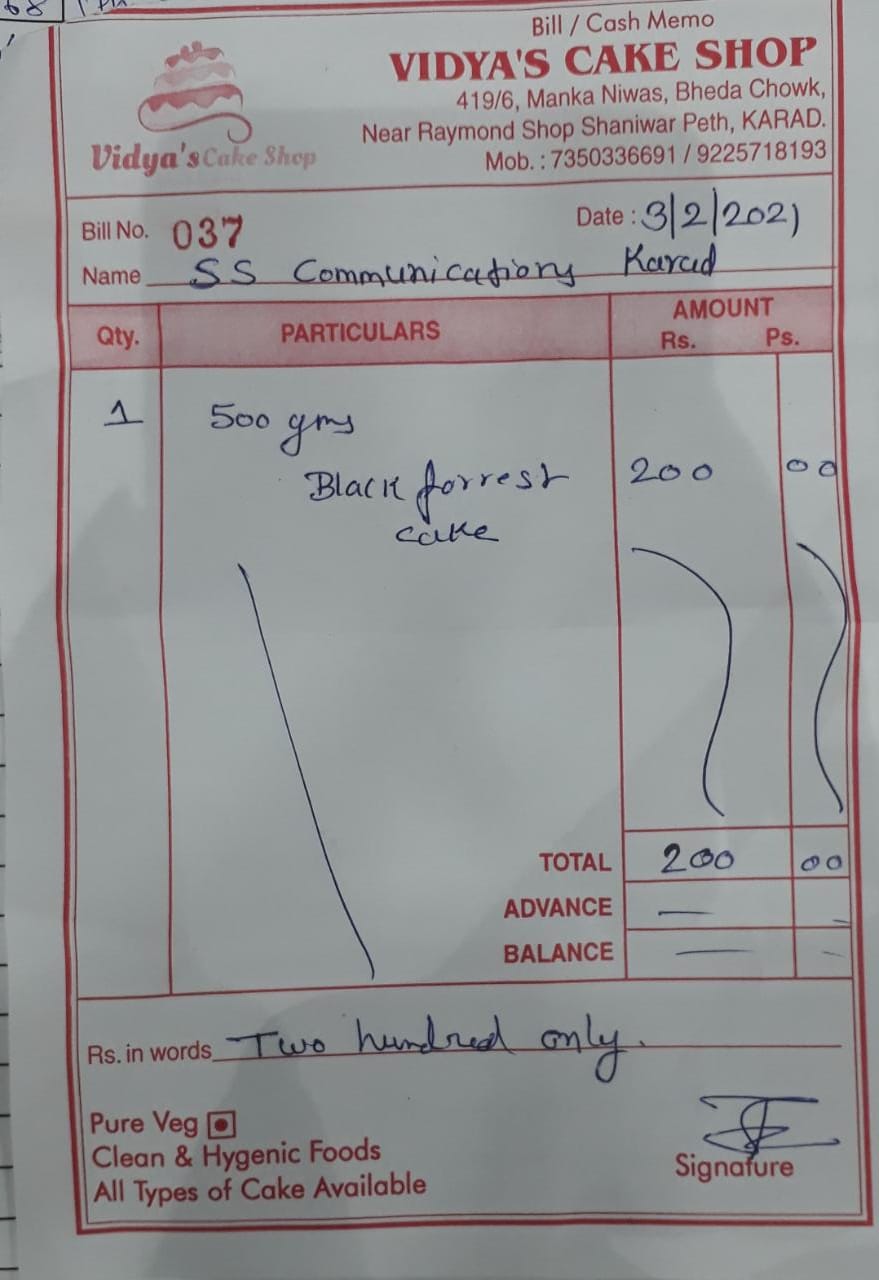 Bill / Cash Memo
VIDYA'S CAKE SHOP
419/6, Manka Niwas, Bheda Chowk,
Near Raymond Shop Shaniwar Peth, KARAD.
Mob. : 7350336691 / 9225718193
Vidya's Cake Shop
Bill No. 037 Date : 3/2/2021
Name SS Communications Karad
Qty. PARTICULARS AMOUNT
Rs. Ps.
1 500 gms
Black forrest 200 00
cake
TOTAL 200 00
ADVANCE —
BALANCE —
Rs. in words Two hundred only.
Pure Veg
Clean & Hygenic Foods
All Types of Cake Available
Signature